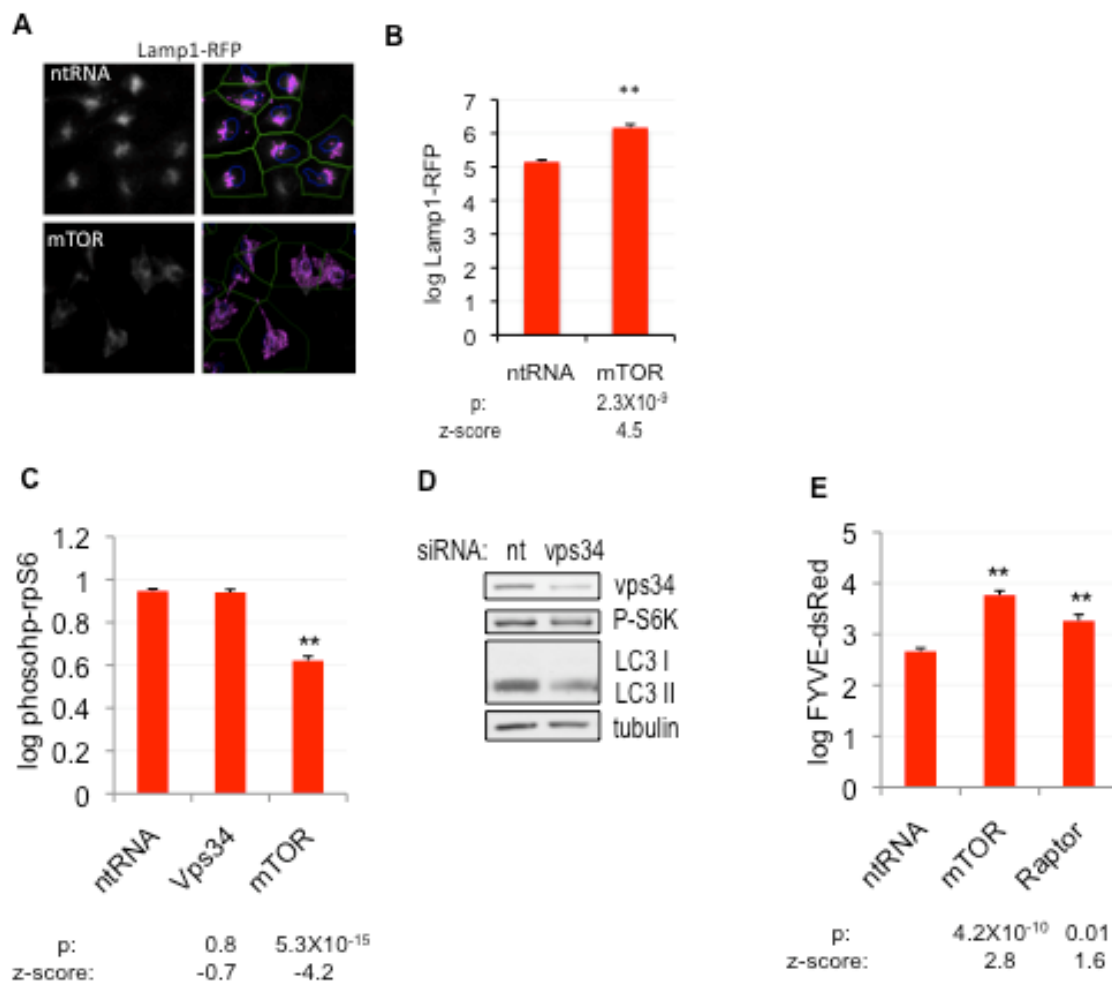 A
Lamp1-RFP
ntRNA
mTOR
B
**
7
6
5
4
3
2
1
0
log Lamp1-RFP
ntRNA mTOR
p: 2.3X10⁻⁹
z-score 4.5
C
1.2
1
0.8
0.6
0.4
0.2
0
log phosohp-rpS6
**
ntRNA Vps34 mTOR
p: 0.8 5.3X10⁻¹⁵
z-score: -0.7 -4.2
D
siRNA: nt vps34
vps34
P-S6K
LC3 I
LC3 II
tubulin
E
5
4
3
2
1
0
log FYVE-dsRed
** **
ntRNA mTOR Raptor
p: 4.2X10⁻¹⁰ 0.01
z-score: 2.8 1.6